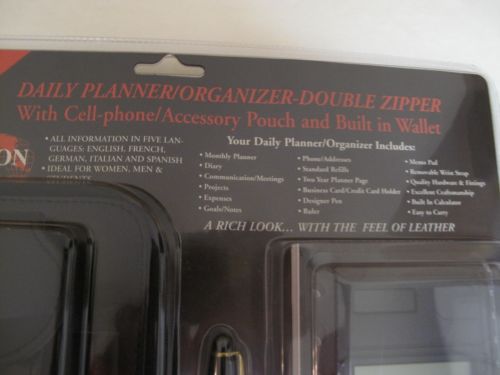 DAILY PLANNER/ORGANIZER-DOUBLE ZIPPER
With Cell-phone/Accessory Pouch and Built in Wallet
• ALL INFORMATION IN FIVE LAN-
GUAGES: ENGLISH, FRENCH,
GERMAN, ITALIAN AND SPANISH
• IDEAL FOR WOMEN, MEN &
STUDENTS
ON
Your Daily Planner/Organizer Includes:
• Monthly Planner
• Diary
• Communication/Meetings
• Projects
• Expenses
• Goals/Notes
• Phone/Addresses
• Standard Refills
• Two Year Planner Page
• Business Card/Credit Card Holder
• Designer Pen
• Ruler
• Memo Pad
• Removable Wrist Strap
• Quality Hardware & Fittings
• Excellent Craftsmanship
• Built In Calculator
• Easy to Carry
A RICH LOOK... WITH THE FEEL OF LEATHER